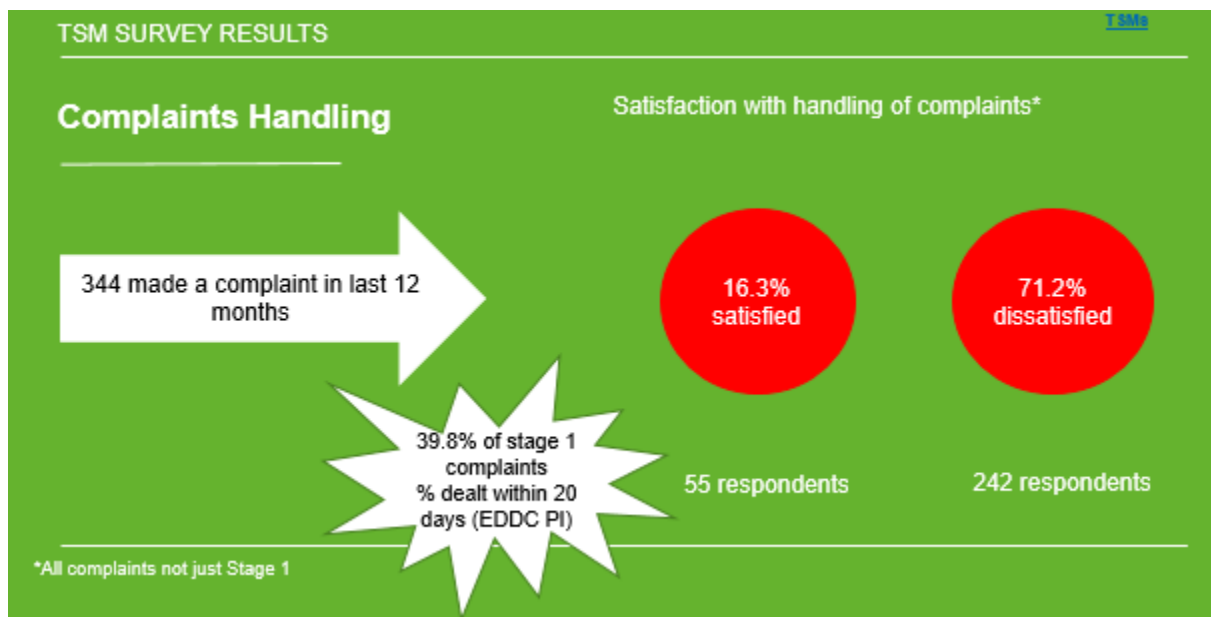 TSM SURVEY RESULTS
TSMs
Complaints Handling
Satisfaction with handling of complaints*
344 made a complaint in last 12
months
16.3%
satisfied
71.2%
dissatisfied
39.8% of stage 1
complaints
% dealt within 20
days (EDDC PI)
55 respondents
242 respondents
*All complaints not just Stage 1